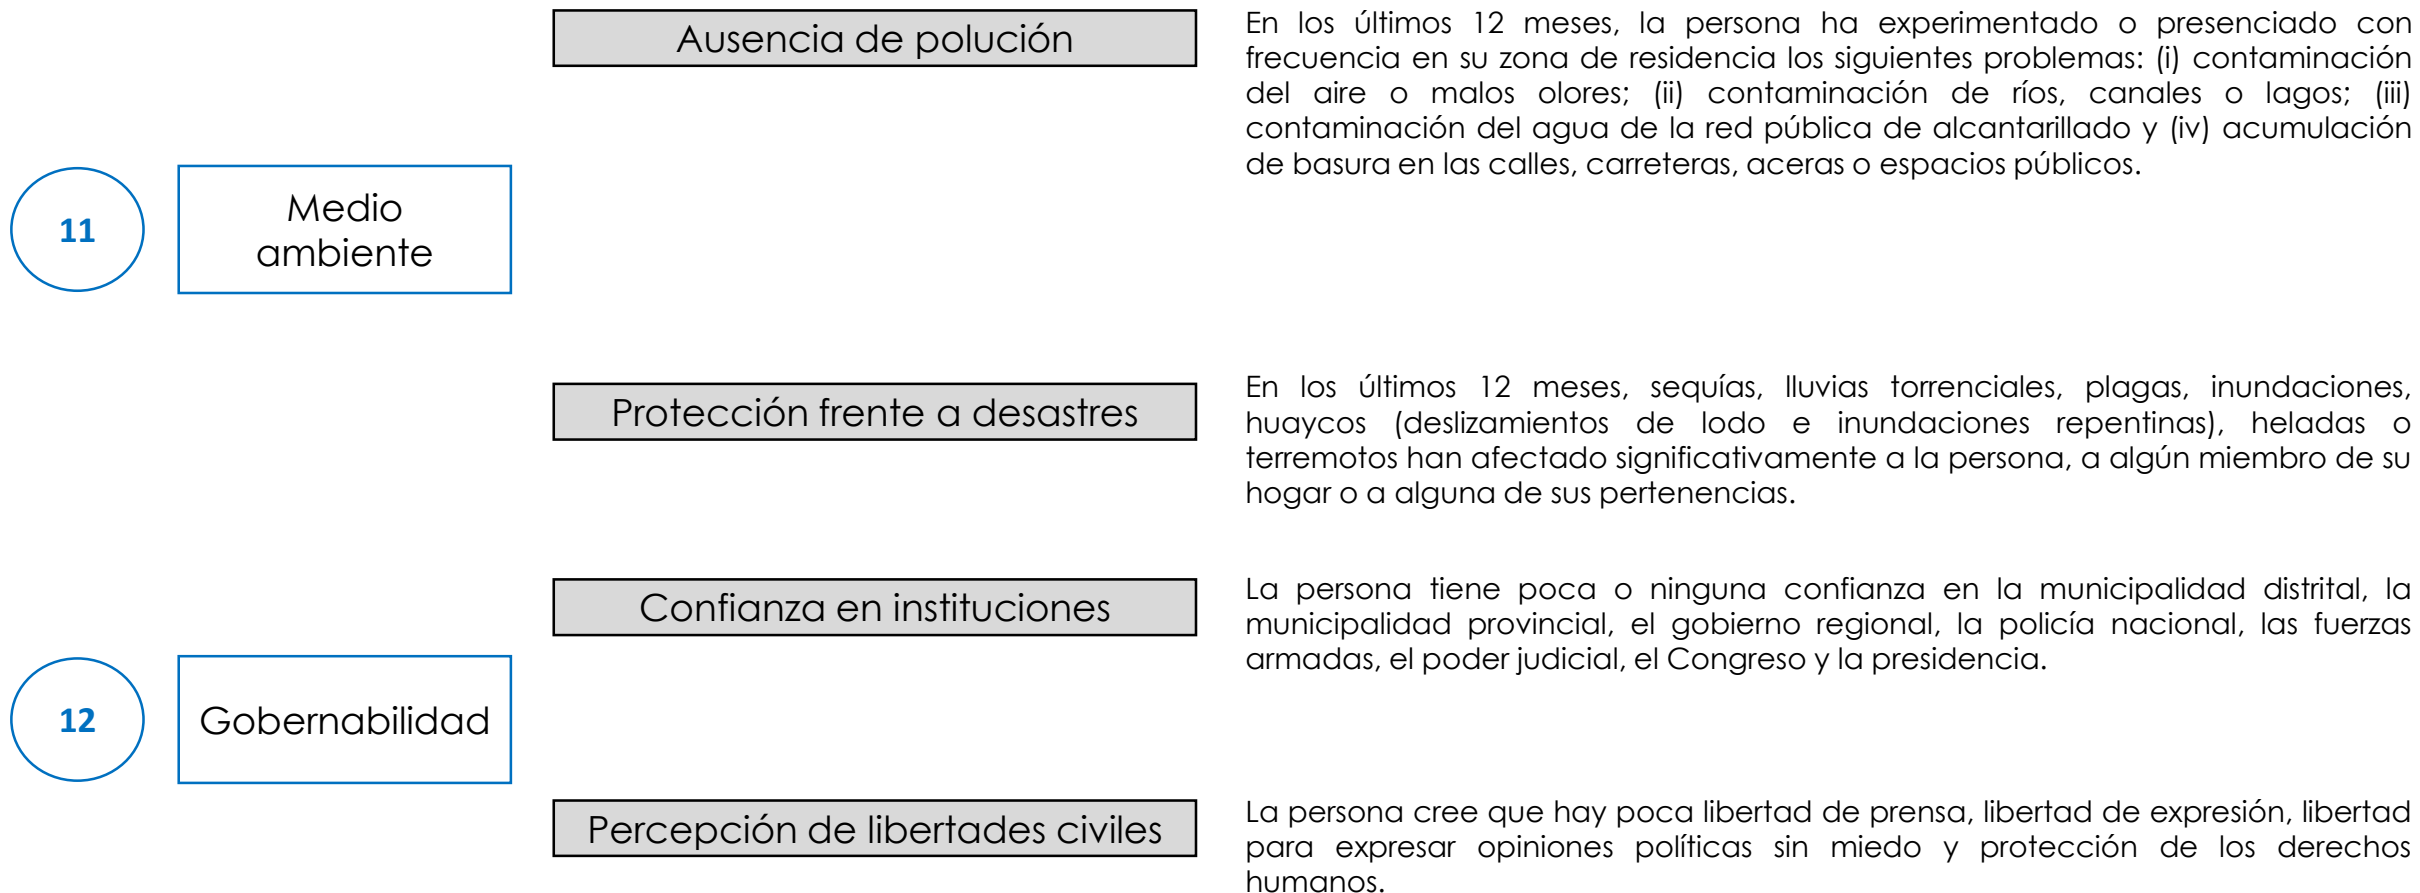 Ausencia de polución
En los últimos 12 meses, la persona ha experimentado o presenciado con
frecuencia en su zona de residencia los siguientes problemas: (i) contaminación
del aire o malos olores; (ii) contaminación de ríos, canales o lagos; (iii)
contaminación del agua de la red pública de alcantarillado y (iv) acumulación
de basura en las calles, carreteras, aceras o espacios públicos.
11
Medio
ambiente
Protección frente a desastres
En los últimos 12 meses, sequías, lluvias torrenciales, plagas, inundaciones,
huaycos (deslizamientos de lodo e inundaciones repentinas), heladas o
terremotos han afectado significativamente a la persona, a algún miembro de su
hogar o a alguna de sus pertenencias.
Confianza en instituciones
La persona tiene poca o ninguna confianza en la municipalidad distrital, la
municipalidad provincial, el gobierno regional, la policía nacional, las fuerzas
armadas, el poder judicial, el Congreso y la presidencia.
12
Gobernabilidad
Percepción de libertades civiles
La persona cree que hay poca libertad de prensa, libertad de expresión, libertad
para expresar opiniones políticas sin miedo y protección de los derechos
humanos.